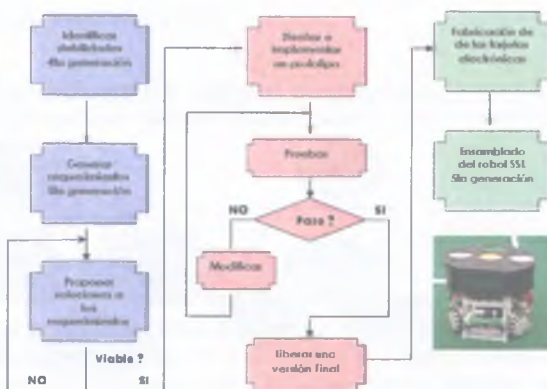 Identificar
debilidades
4ta generación
Generar
requerimientos
5ta generación
Proponer
soluciones a
los
requerimientos
Viable ?
NO
SI
Diseñar e
implementar
un prototipo
Pruebas
NO
Pasa ?
SI
Modificar
Liberar una
versión final
Fabricación de
de las tarjetas
electrónicas
Ensamblado
del robot SSL
5ta generación